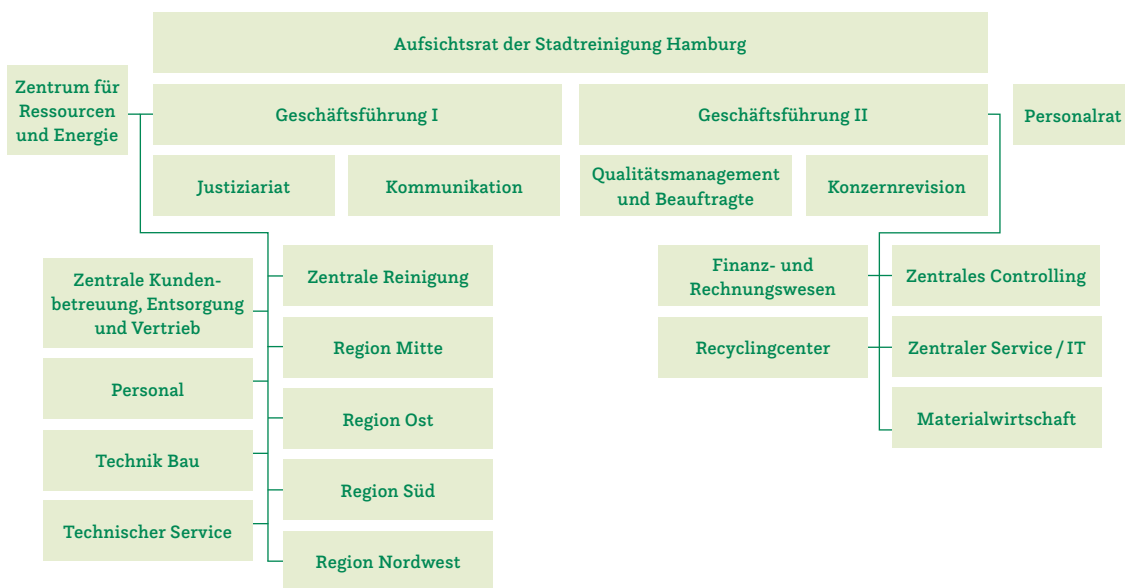 Aufsichtsrat der Stadtreinigung Hamburg
Zentrum für
Ressourcen
und Energie
Geschäftsführung I
Geschäftsführung II
Personalrat
Justiziariat
Kommunikation
Qualitätsmanagement
und Beauftragte
Konzernrevision
Zentrale Kunden-
betreuung, Entsorgung
und Vertrieb
Personal
Technik Bau
Technischer Service
Zentrale Reinigung
Region Mitte
Region Ost
Region Süd
Region Nordwest
Finanz- und
Rechnungswesen
Recyclingcenter
Zentrales Controlling
Zentraler Service / IT
Materialwirtschaft